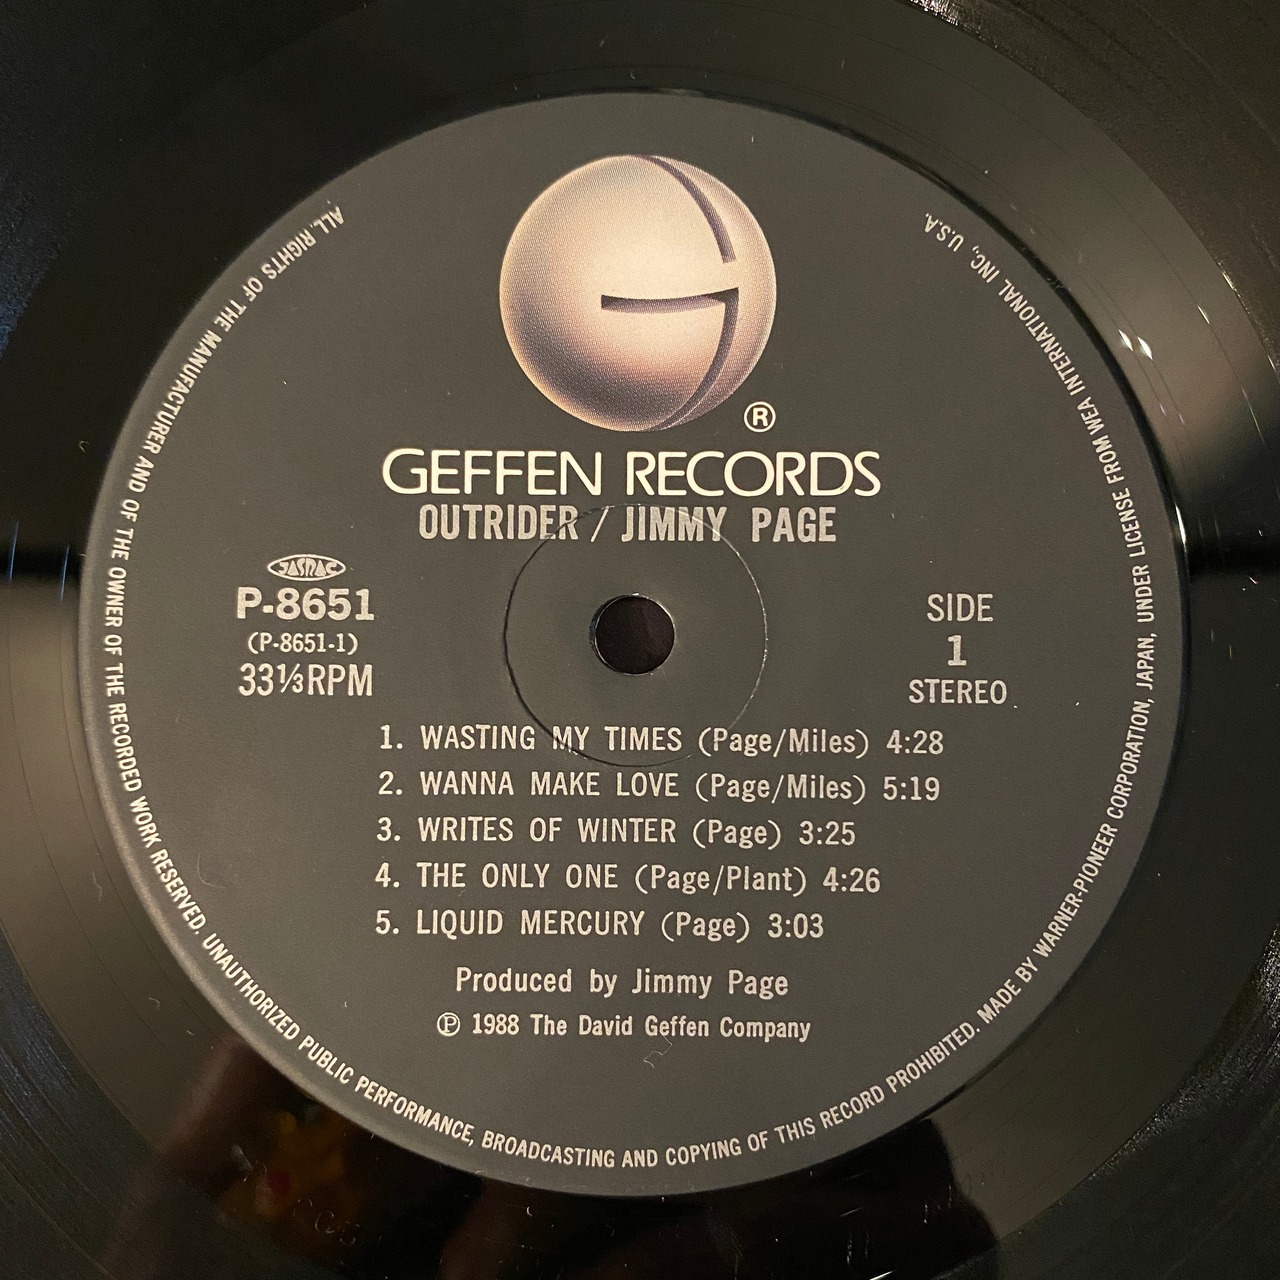 ®
GEFFEN RECORDS
OUTRIDER / JIMMY PAGE
JASRAC
P-8651
(P-8651-1)
33⅓RPM
SIDE
1
STEREO
1. WASTING MY TIMES (Page/Miles) 4:28
2. WANNA MAKE LOVE (Page/Miles) 5:19
3. WRITES OF WINTER (Page) 3:25
4. THE ONLY ONE (Page/Plant) 4:26
5. LIQUID MERCURY (Page) 3:03
Produced by Jimmy Page
℗ 1988 The David Geffen Company
ALL RIGHTS OF THE MANUFACTURER AND OF THE OWNER OF THE RECORDED WORK RESERVED. UNAUTHORIZED PUBLIC PERFORMANCE, BROADCASTING AND COPYING OF THIS RECORD PROHIBITED. MADE BY WARNER-PIONEER CORPORATION, JAPAN, UNDER LICENSE FROM WEA INTERNATIONAL INC., U.S.A.